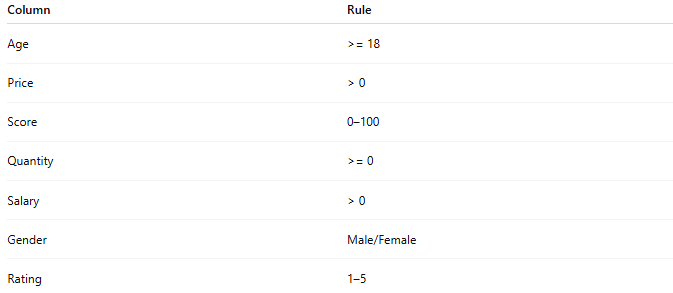 Column Rule
Age >= 18
Price > 0
Score 0–100
Quantity >= 0
Salary > 0
Gender Male/Female
Rating 1–5